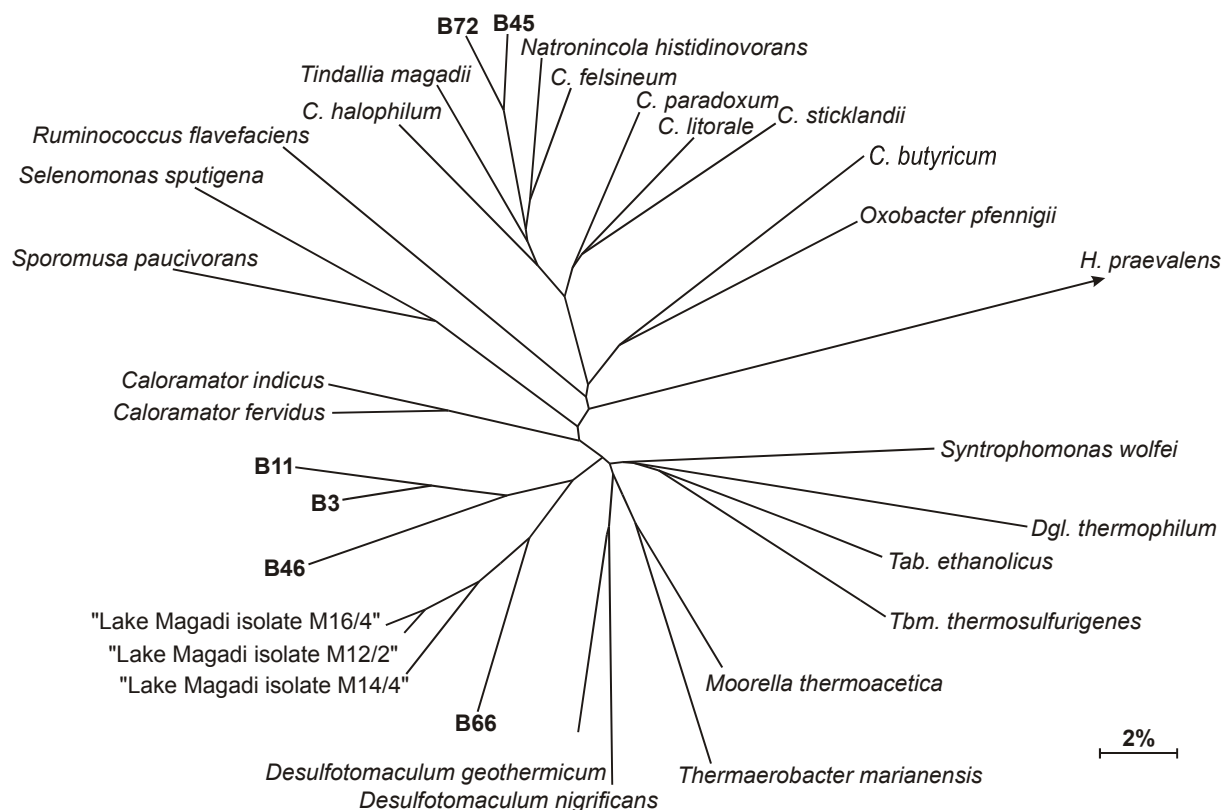 B72 B45
Natronincola histidinovorans
Tindallia magadii
C. felsineum
C. halophilum
C. paradoxum
C. litorale
C. sticklandii
Ruminococcus flavefaciens
C. butyricum
Selenomonas sputigena
Oxobacter pfennigii
Sporomusa paucivorans
H. praevalens
Caloramator indicus
Caloramator fervidus
Syntrophomonas wolfei
B11
B3
Dgl. thermophilum
Tab. ethanolicus
B46
"Lake Magadi isolate M16/4"
Tbm. thermosulfurigenes
"Lake Magadi isolate M12/2"
"Lake Magadi isolate M14/4"
Moorella thermoacetica
B66
2%
Desulfotomaculum geothermicum
Thermaerobacter marianensis
Desulfotomaculum nigrificans